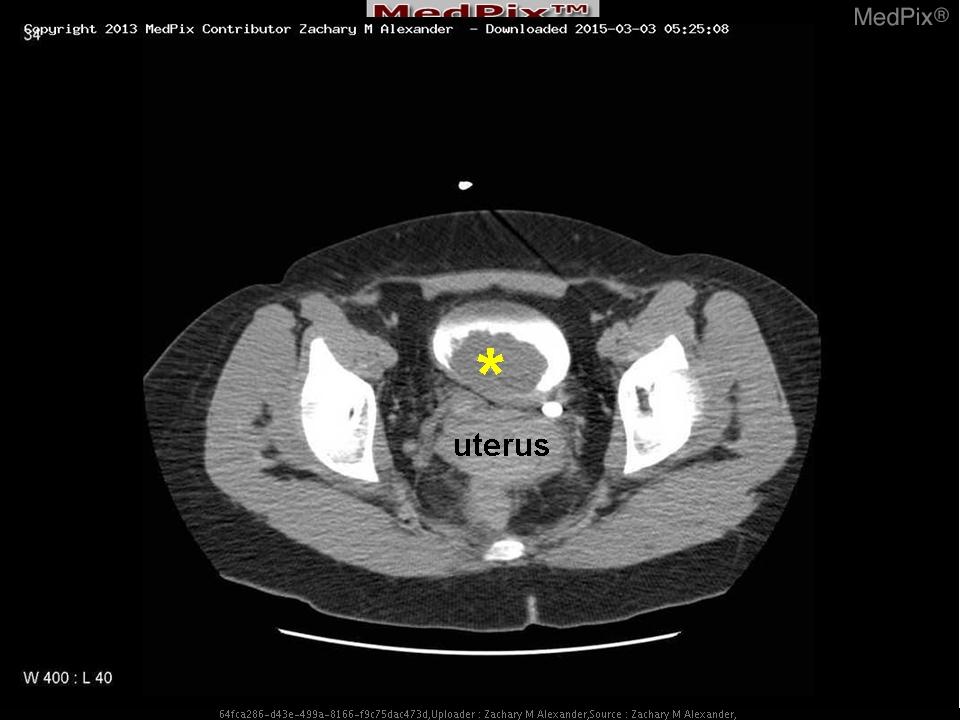 MedPix™
MedPix®
Copyright 2013 MedPix Contributor Zachary M Alexander - Downloaded 2015-03-03 05:25:08
34
*
uterus
W 400 : L 40
64fca286-d43e-499a-8166-f9c75dac473d,Uploader : Zachary M Alexander,Source : Zachary M Alexander,